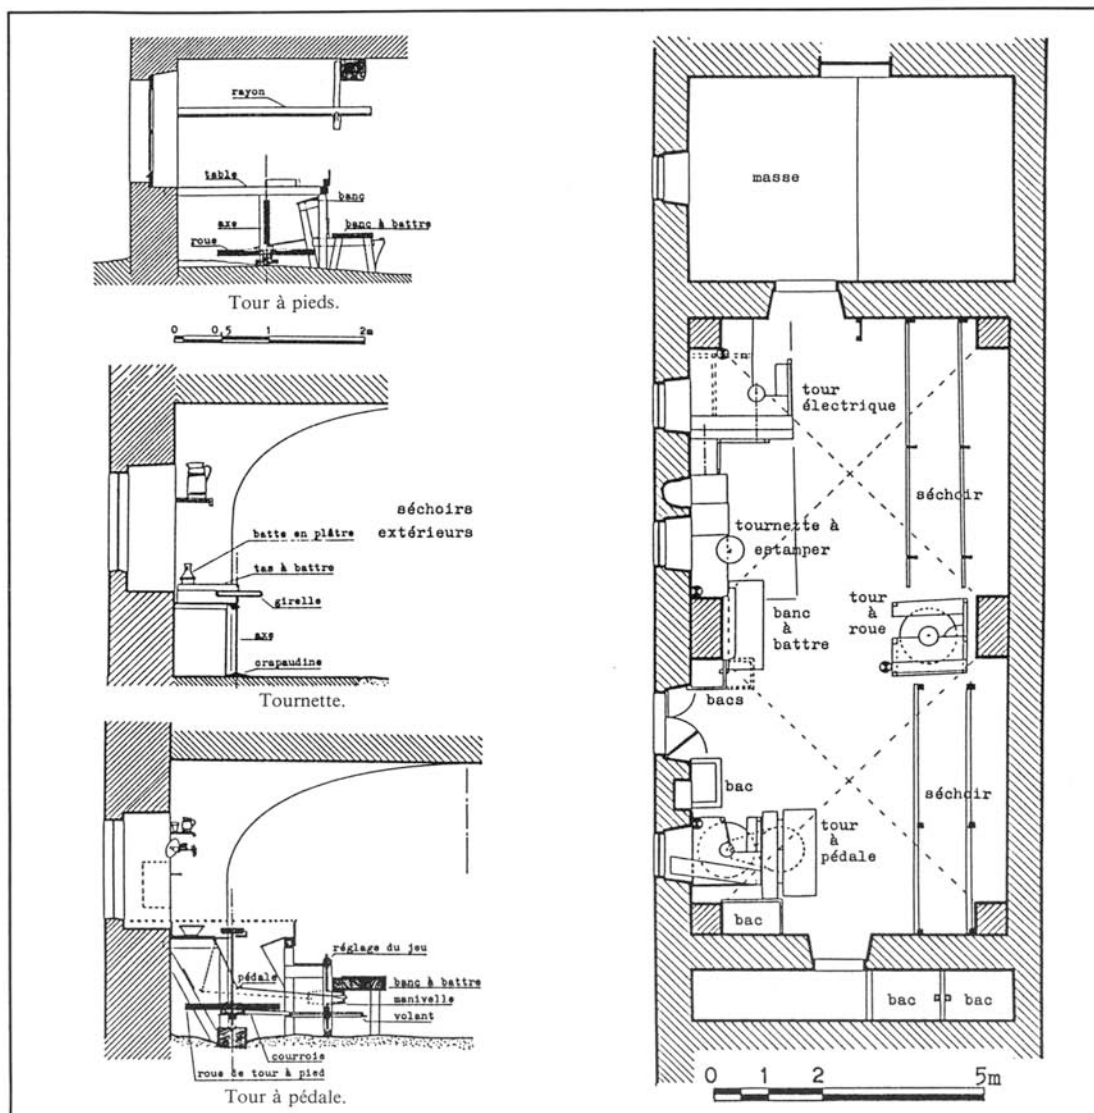 rayon
table
banc
axe
banc à battre
roue
Tour à pieds.
0 0,5 1 2m
séchoirs
extérieurs
batte en plâtre
tas à battre
girelle
axe
crapaudine
Tournette.
réglage du jeu
pédale
banc à battre
manivelle
volant
courroie
roue de tour à pied
Tour à pédale.
masse
tour
électrique
séchoir
tournette à
estamper
banc
à
battre
tour
à
roue
bacs
bac
séchoir
tour
à
pédale
bac
bac bac
0 1 2 5m